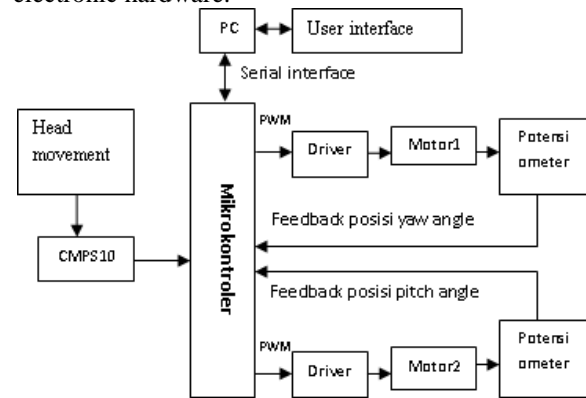 electronic hardware.
PC
User interface
Serial interface
Head
movement
CMPS10
Mikrokontroler
PWM
Driver
Motor1
Potensi
ometer
Feedback posisi yaw angle
Feedback posisi pitch angle
PWM
Driver
Motor2
Potensi
ometer